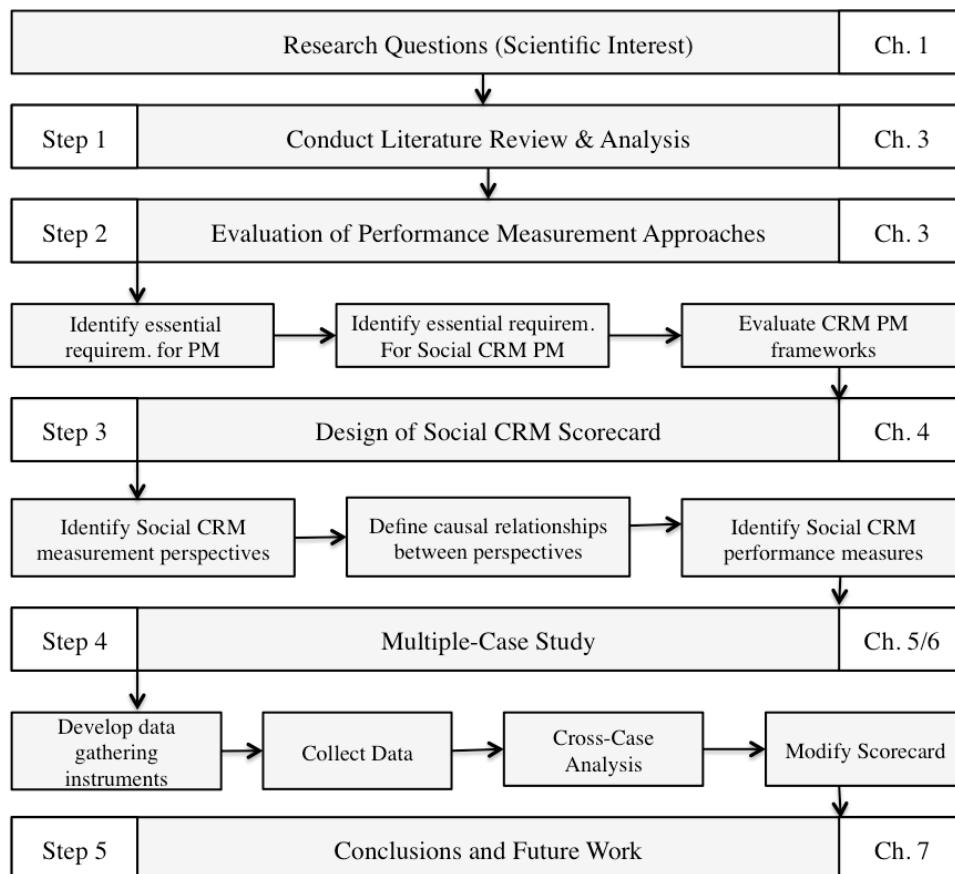 Research Questions (Scientific Interest)
Ch. 1
Step 1
Conduct Literature Review & Analysis
Ch. 3
Step 2
Evaluation of Performance Measurement Approaches
Ch. 3
Identify essential
requirem. for PM
Identify essential requirem.
For Social CRM PM
Evaluate CRM PM
frameworks
Step 3
Design of Social CRM Scorecard
Ch. 4
Identify Social CRM
measurement perspectives
Define causal relationships
between perspectives
Identify Social CRM
performance measures
Step 4
Multiple-Case Study
Ch. 5/6
Develop data
gathering
instruments
Collect Data
Cross-Case
Analysis
Modify Scorecard
Step 5
Conclusions and Future Work
Ch. 7